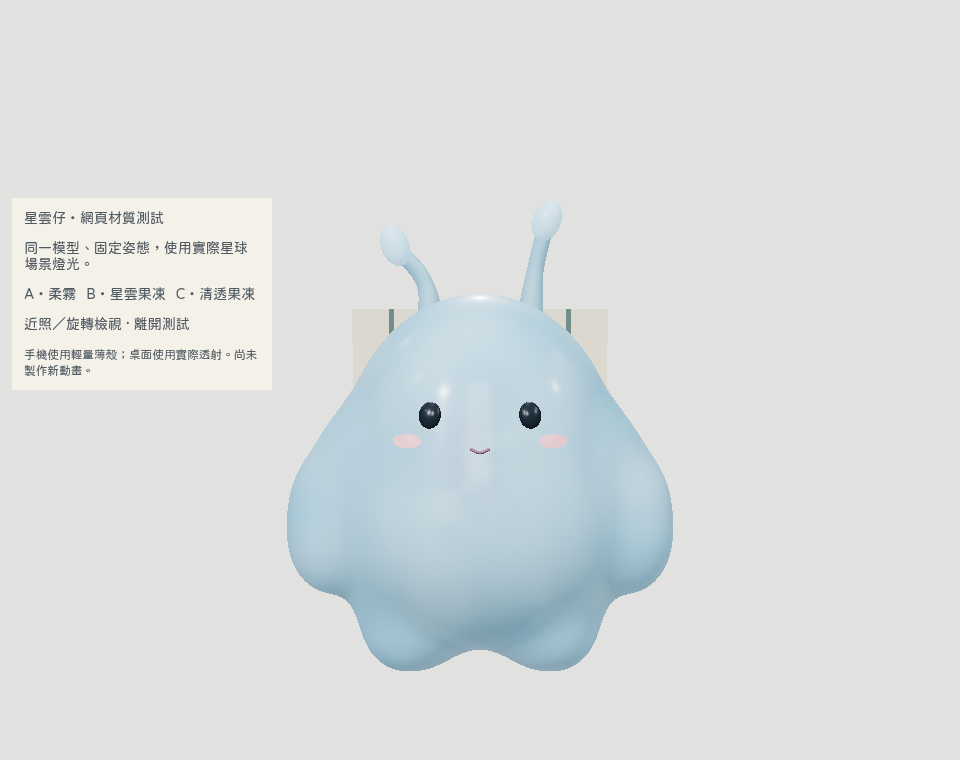 星雲仔・網頁材質測試
同一模型、固定姿態，使用實際星球
場景燈光。
A・柔霧 B・星雲果凍 C・清透果凍
近照／旋轉檢視 · 離開測試
手機使用輕量薄殼；桌面使用實際透射。尚未
製作新動畫。